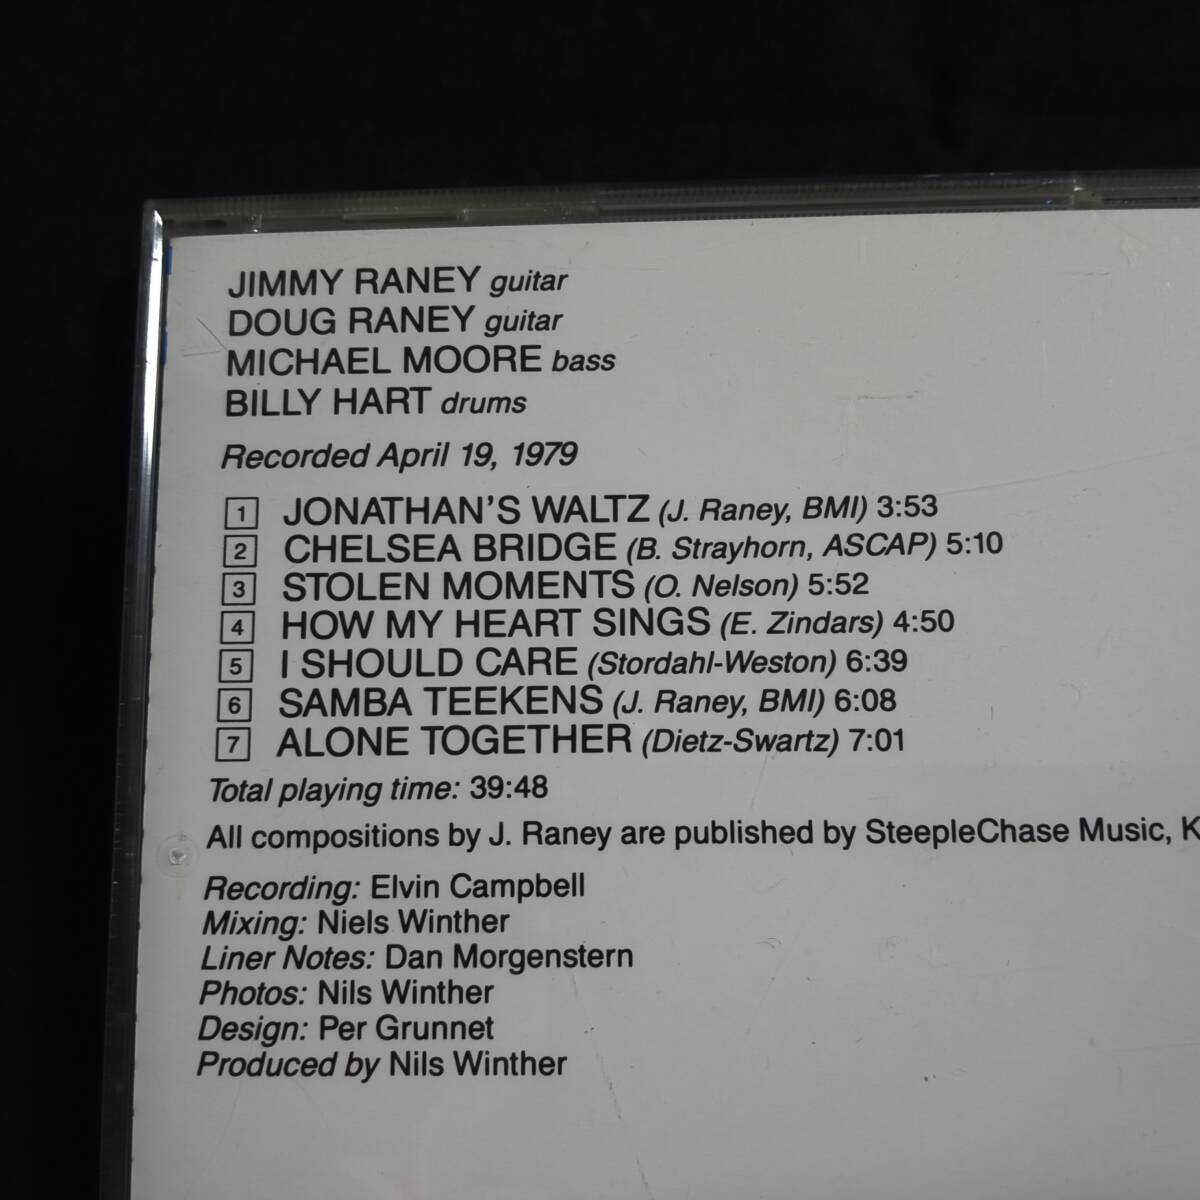 JIMMY RANEY guitar
DOUG RANEY guitar
MICHAEL MOORE bass
BILLY HART drums
Recorded April 19, 1979
1 JONATHAN'S WALTZ (J. Raney, BMI) 3:53
2 CHELSEA BRIDGE (B. Strayhorn, ASCAP) 5:10
3 STOLEN MOMENTS (O. Nelson) 5:52
4 HOW MY HEART SINGS (E. Zindars) 4:50
5 I SHOULD CARE (Stordahl-Weston) 6:39
6 SAMBA TEEKENS (J. Raney, BMI) 6:08
7 ALONE TOGETHER (Dietz-Swartz) 7:01
Total playing time: 39:48
All compositions by J. Raney are published by SteepleChase Music, K
Recording: Elvin Campbell
Mixing: Niels Winther
Liner Notes: Dan Morgenstern
Photos: Nils Winther
Design: Per Grunnet
Produced by Nils Winther